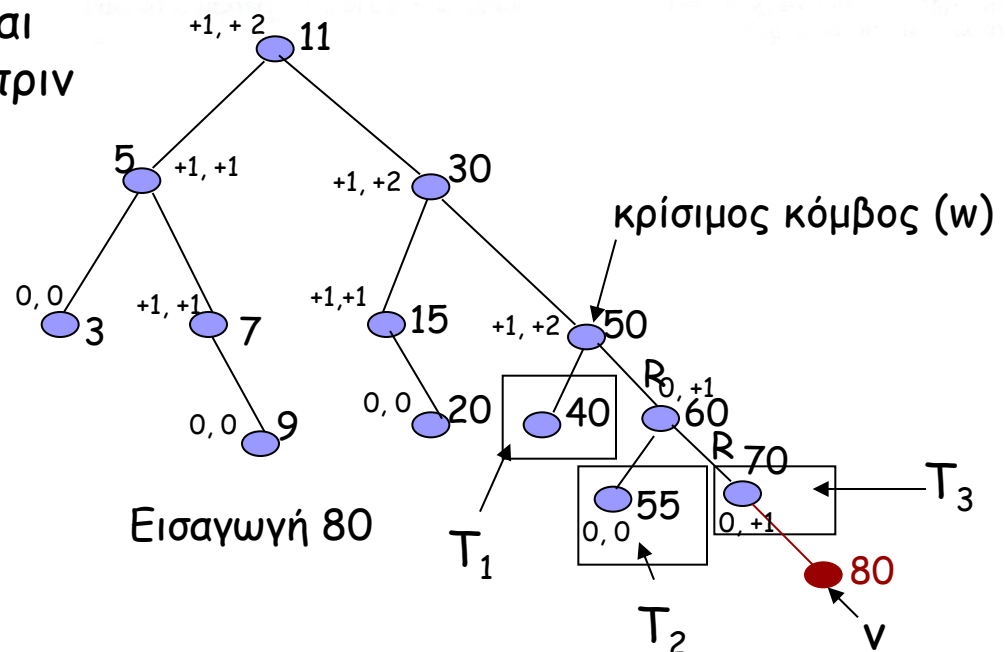 αι
πριν
+1, + 2 11
5 +1, +1
+1, +2 30
κρίσιμος κόμβος (w)
0, 0 3
+1, +1 7
+1,+1 15
+1, +2 50
R 0, +1 60
0, 0 9
0, 0 20
40
R 70
0, +1
55
0, 0
T3
Εισαγωγή 80
T1
80
T2
v